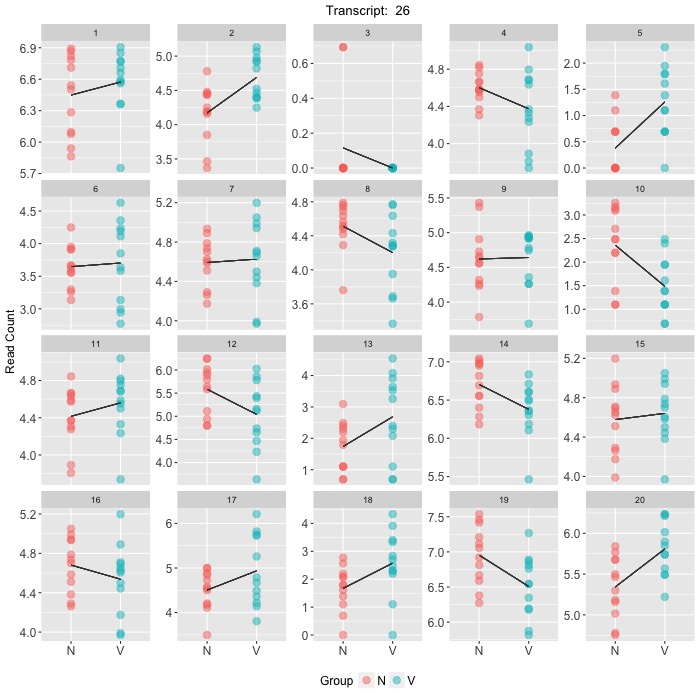 Transcript: 26
1 2 3 4 5
6.9 6.6 6.3 6.0 5.7
5.0 4.5 4.0 3.5
0.6 0.4 0.2 0.0
4.8 4.4 4.0
2.0 1.5 1.0 0.5 0.0
6 7 8 9 10
4.5 4.0 3.5 3.0
5.2 4.8 4.4 4.0
4.8 4.4 4.0 3.6
5.5 5.0 4.5 4.0
3.0 2.5 2.0 1.5 1.0
Read Count
11 12 13 14 15
4.8 4.4 4.0
6.0 5.5 5.0 4.5 4.0
4 3 2 1
7.0 6.5 6.0 5.5
5.2 4.8 4.4 4.0
16 17 18 19 20
5.2 4.8 4.4 4.0
6 5 4
4 3 2 1 0
7.5 7.0 6.5 6.0
6.0 5.5 5.0
N V N V N V N V N V
Group N V